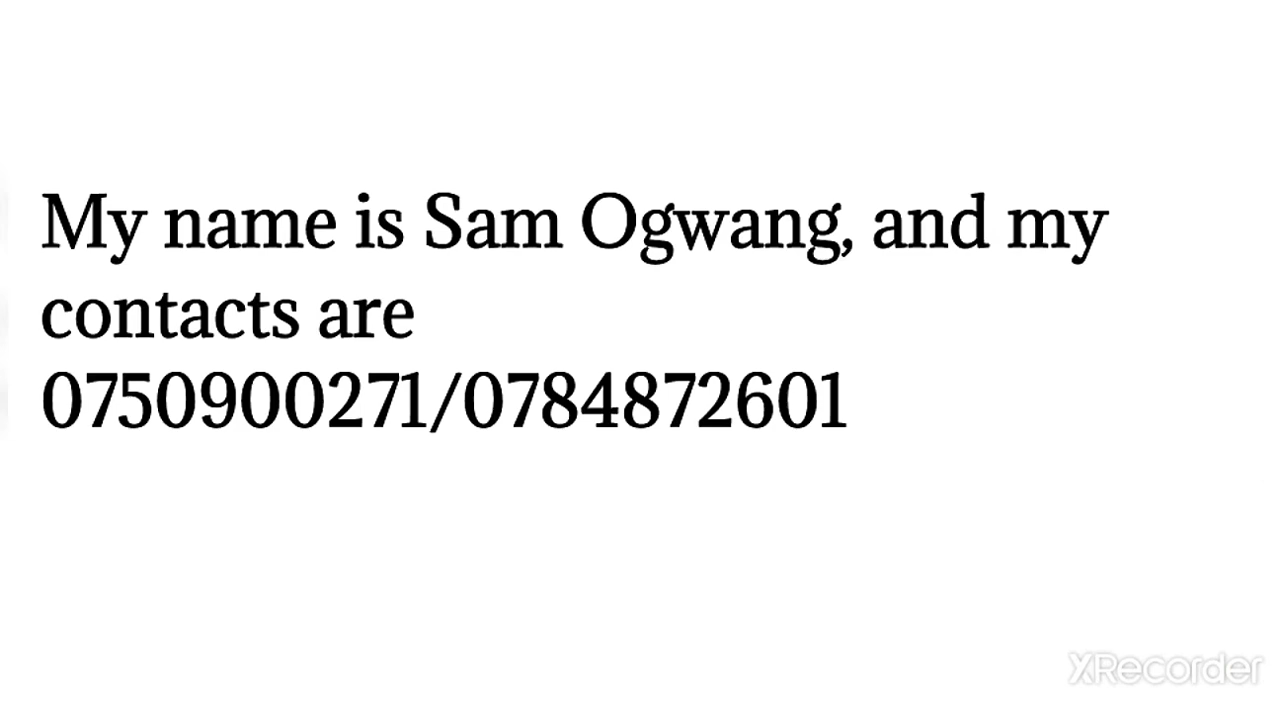 My name is Sam Ogwang, and my
contacts are
0750900271/0784872601
XRecorder